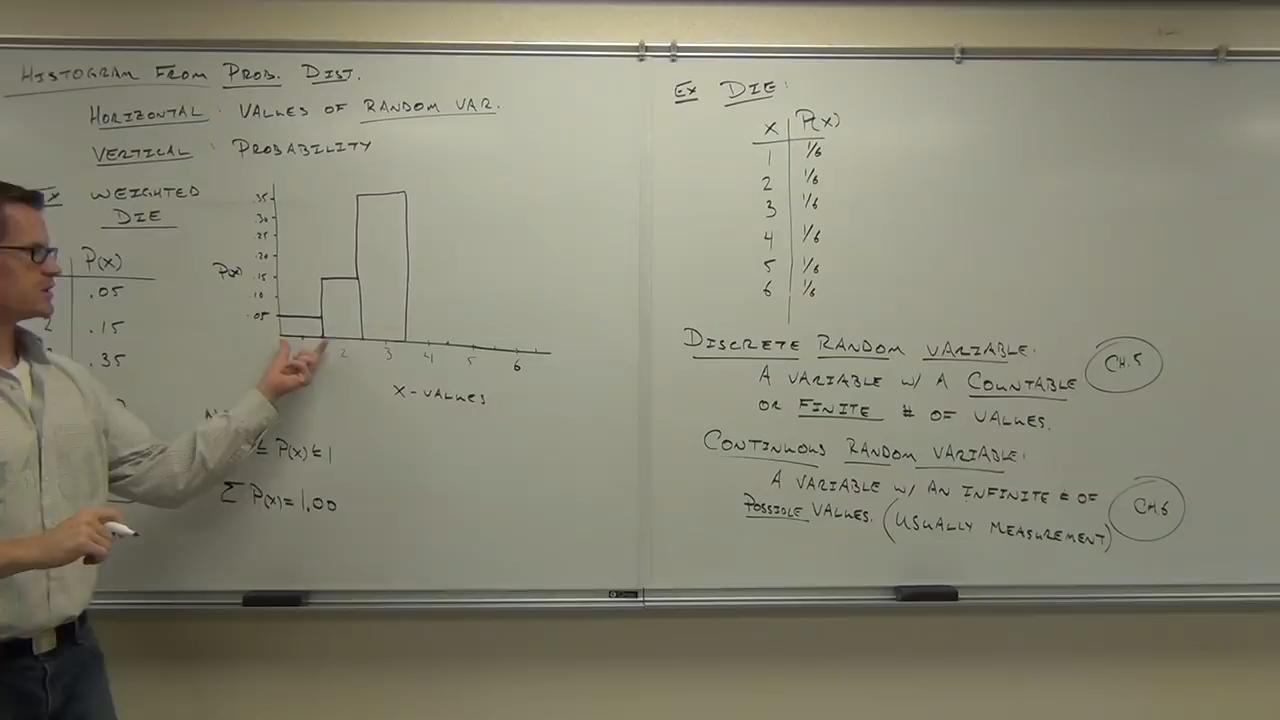 HISTOGRAM FROM PROB. DIST.
HORIZONTAL: VALUES OF RANDOM VAR.
VERTICAL: PROBABILITY
EX WEIGHTED
DIE
P(x)
.05
2 .15
.35
.35
.30
.25
.20
.15
.10
.05
P(x)
2 3 4 5 6
X-VALUES
≤ P(x) ≤ 1
Σ P(x) = 1.00
EX DIE:
X P(x)
1 1/6
2 1/6
3 1/6
4 1/6
5 1/6
6 1/6
DISCRETE RANDOM VARIABLE:
A VARIABLE W/ A COUNTABLE
OR FINITE # OF VALUES.
CH.5
CONTINUOUS RANDOM VARIABLE:
A VARIABLE W/ AN INFINITE # OF
POSSIBLE VALUES. (USUALLY MEASUREMENT)
CH.6